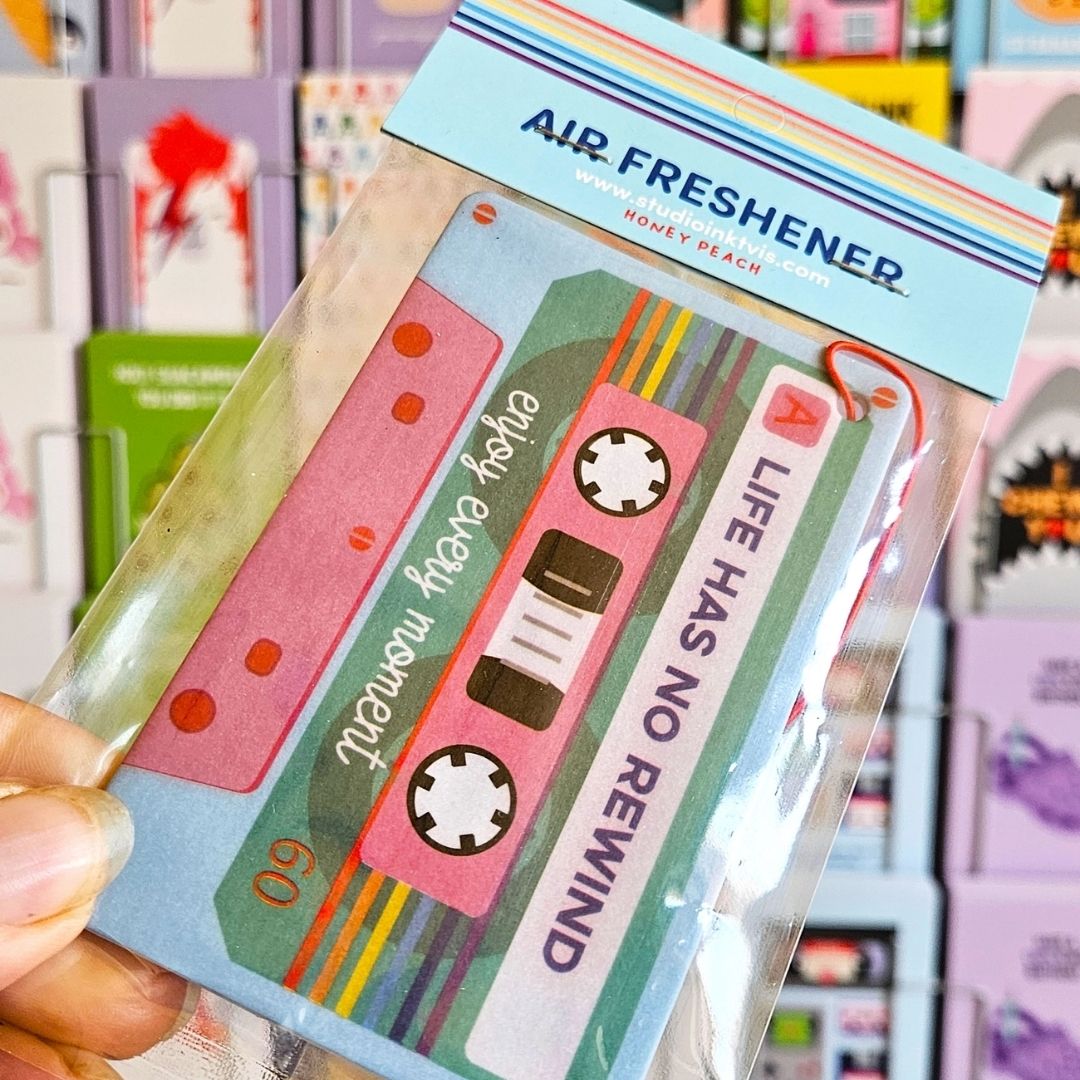 AIR FRESHENER
www.studioinktvis.com
HONEY PEACH
A
LIFE HAS NO REWIND
enjoy every moment
60